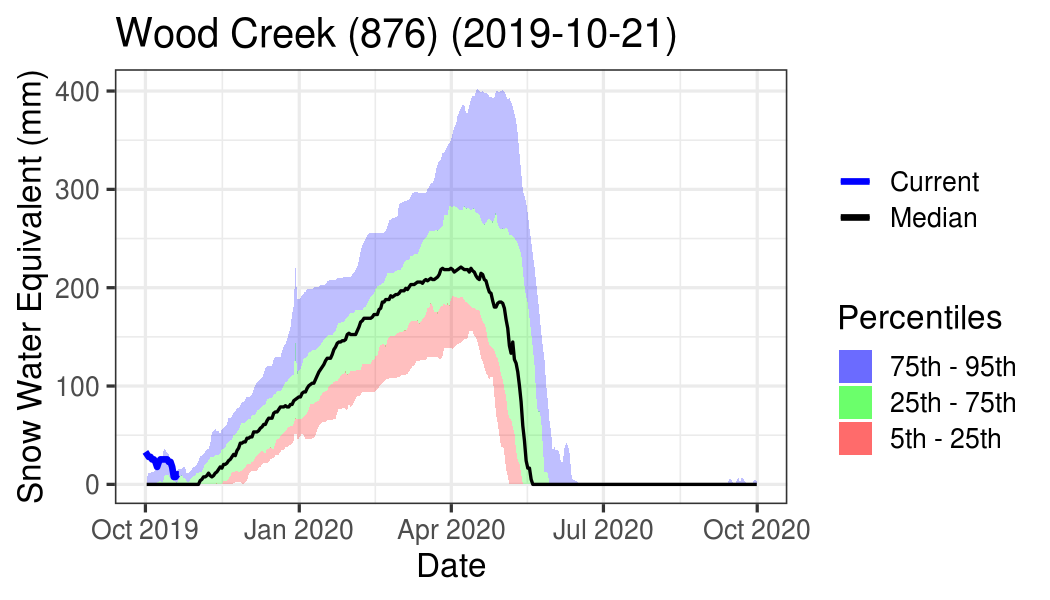 Wood Creek (876) (2019-10-21)
Snow Water Equivalent (mm)
400
300
200
100
0
Oct 2019
Jan 2020
Apr 2020
Jul 2020
Oct 2020
Date
Current
Median
Percentiles
75th - 95th
25th - 75th
5th - 25th